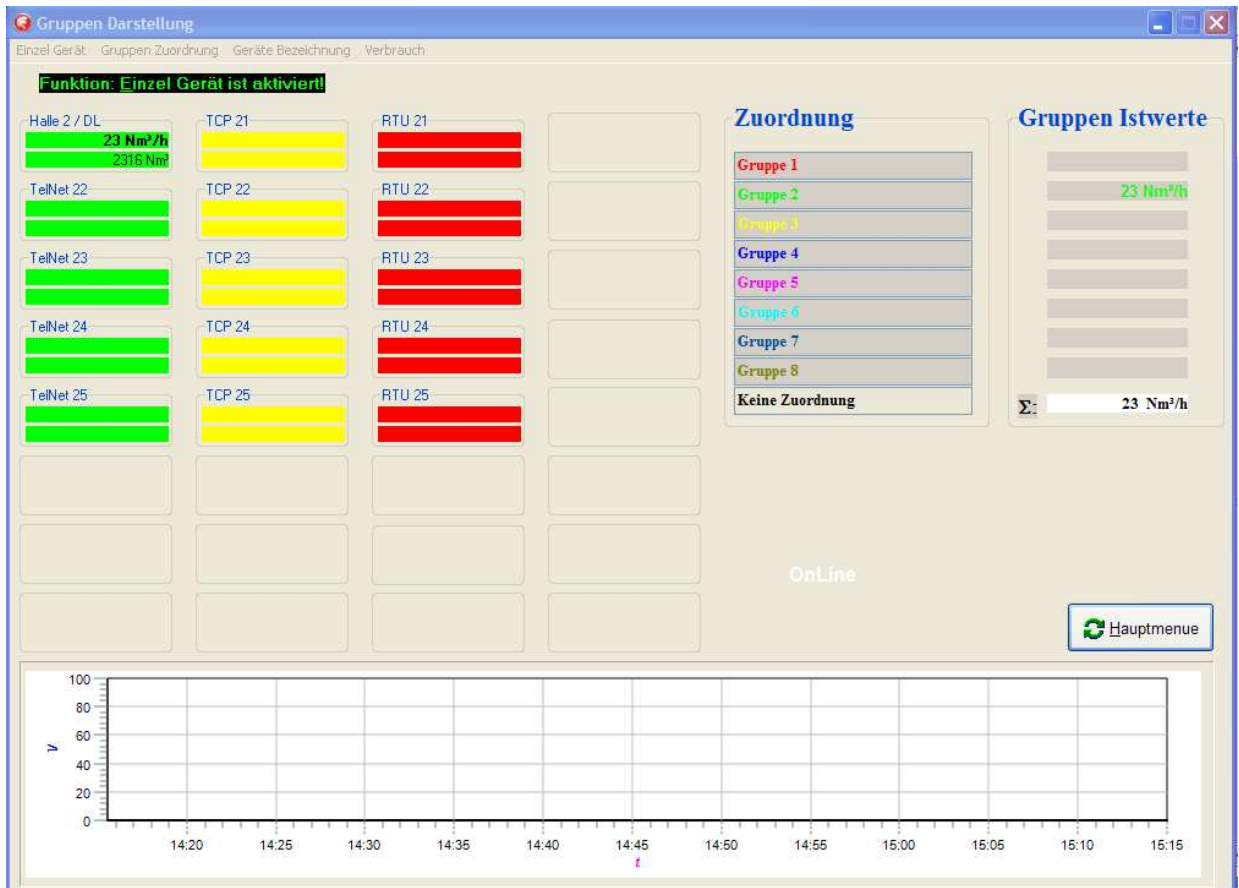 Gruppen Darstellung
Einzel Gerät Gruppen Zuordnung Geräte Bezeichnung Verbrauch
Funktion: Einzel Gerät ist aktiviert!
Halle 2 / DL TCP 21 RTU 21
23 Nm³/h
2316 Nm³
TelNet 22 TCP 22 RTU 22
TelNet 23 TCP 23 RTU 23
TelNet 24 TCP 24 RTU 24
TelNet 25 TCP 25 RTU 25
Zuordnung
Gruppe 1
Gruppe 2
Gruppe 3
Gruppe 4
Gruppe 5
Gruppe 6
Gruppe 7
Gruppe 8
Keine Zuordnung
Gruppen Istwerte
23 Nm³/h
Σ: 23 Nm³/h
OnLine
Hauptmenue
100
80
60
V
40
20
0
14:20 14:25 14:30 14:35 14:40 14:45 14:50 14:55 15:00 15:05 15:10 15:15
t